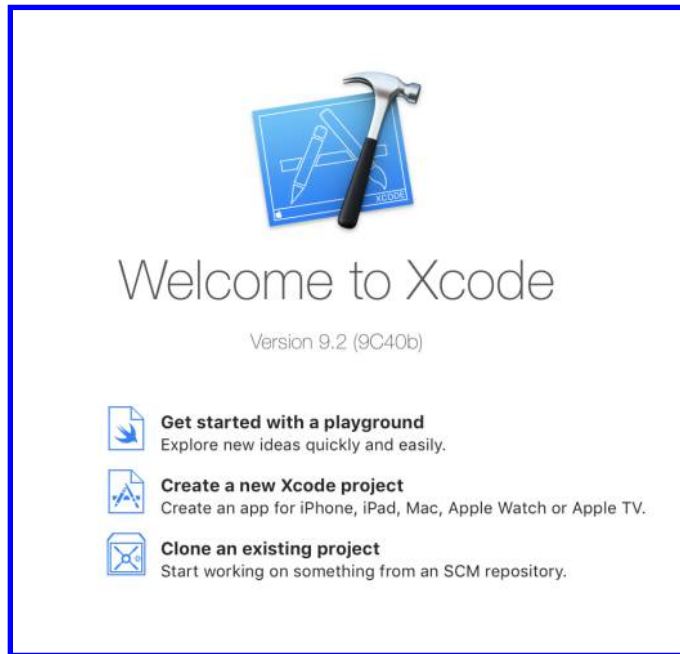 XCODE
Welcome to Xcode
Version 9.2 (9C40b)
Get started with a playground
Explore new ideas quickly and easily.
Create a new Xcode project
Create an app for iPhone, iPad, Mac, Apple Watch or Apple TV.
Clone an existing project
Start working on something from an SCM repository.